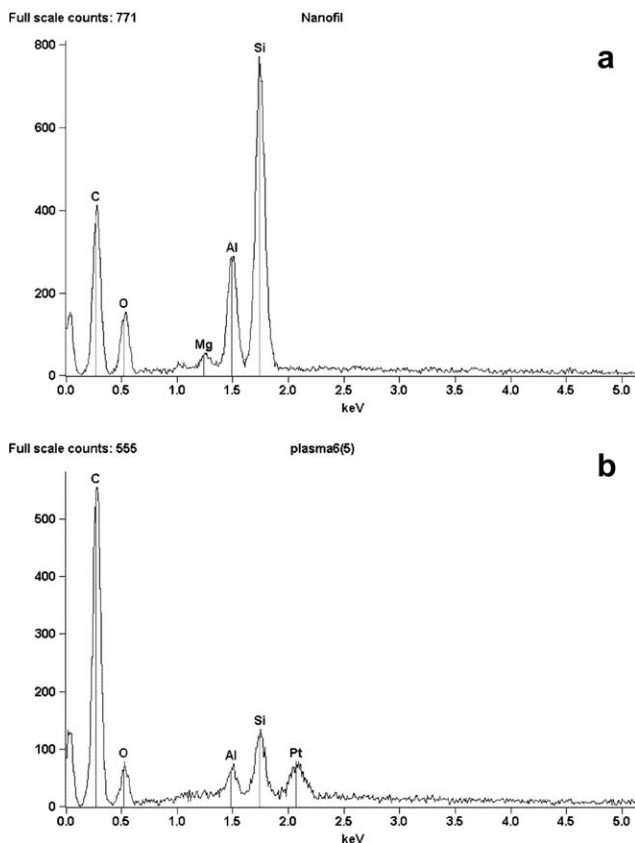 Full scale counts: 771 Nanofil
a
800
Si
600
C
400
Al
200
O
Mg
0
0.0 0.5 1.0 1.5 2.0 2.5 3.0 3.5 4.0 4.5 5.0
keV
Full scale counts: 555 plasma6(5)
b
C
500
400
300
200
Si
100
O Al Pt
0
0.0 0.5 1.0 1.5 2.0 2.5 3.0 3.5 4.0 4.5 5.0
keV